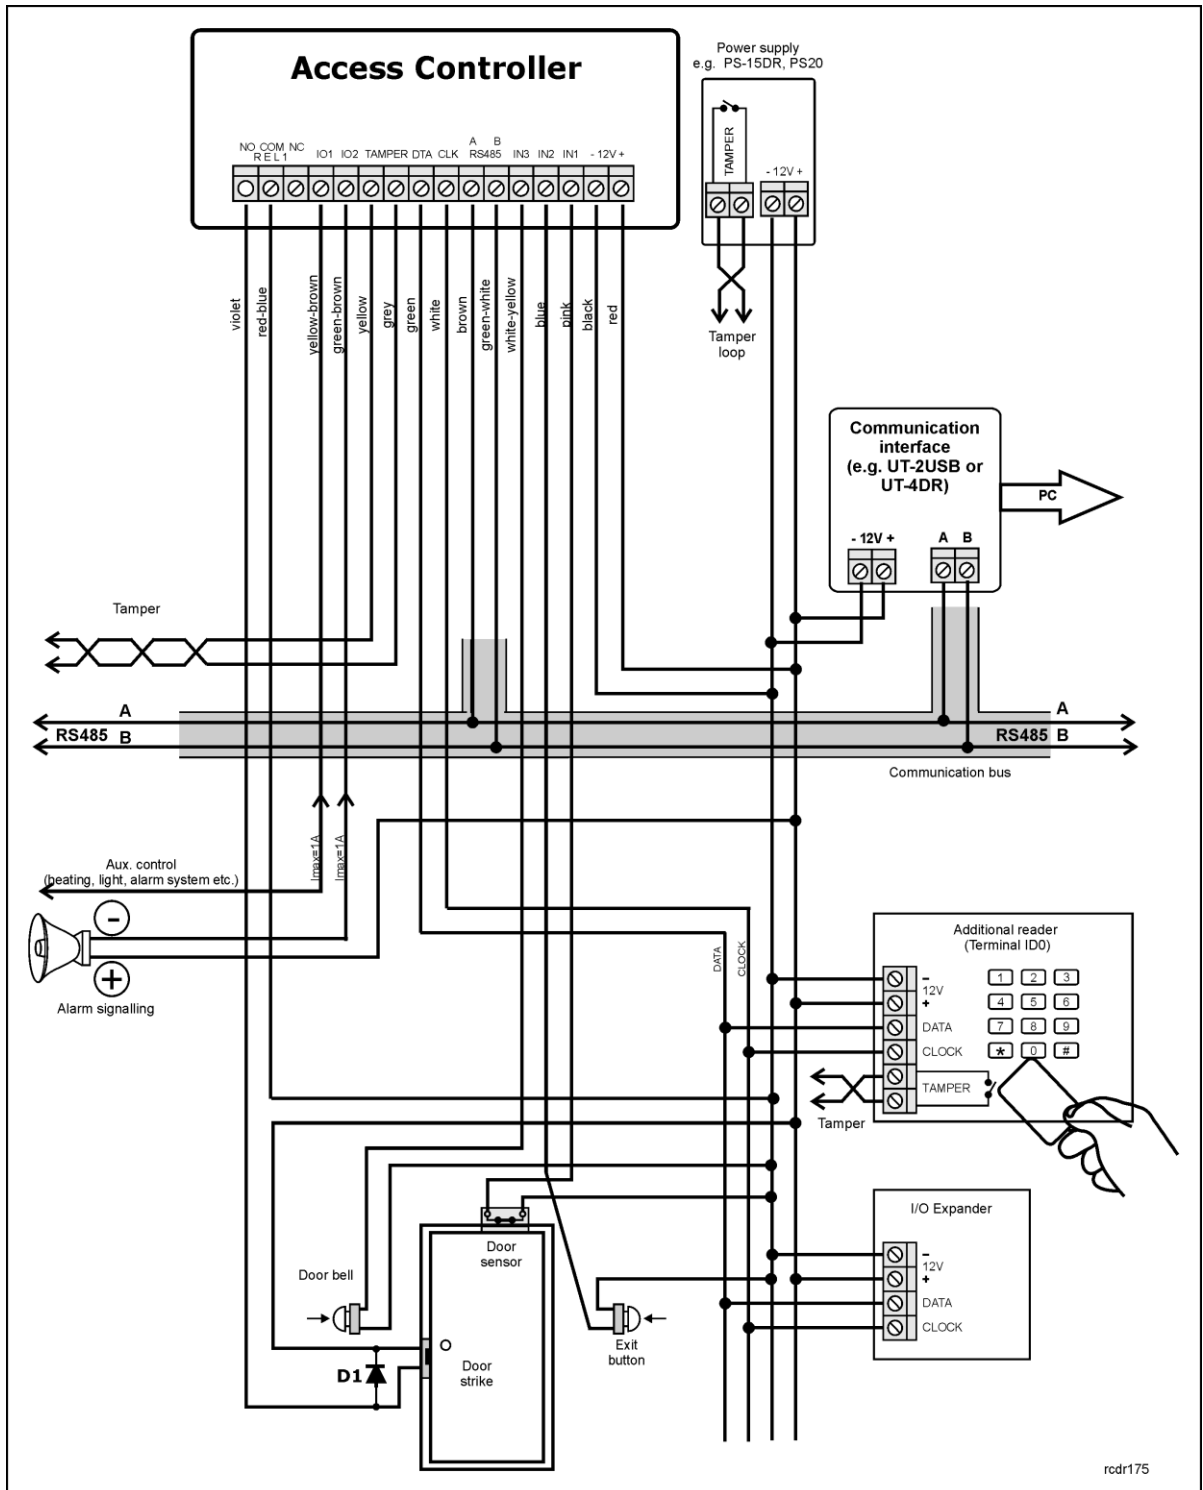 Access Controller
NO COM NC
REL1
IO1 IO2 TAMPER DTA CLK
A B
RS485
IN3 IN2 IN1 - 12V +
violet
red-blue
yellow-brown
green-brown
yellow
grey
green
white
brown
green-white
white-yellow
blue
pink
black
red
Power supply
e.g. PS-15DR, PS20
TAMPER
- 12V +
Tamper
loop
Communication
interface
(e.g. UT-2USB or
UT-4DR)
PC
- 12V +
A B
Tamper
A
RS485 B
A
RS485 B
Communication bus
Imax=1A
Imax=1A
Aux. control
(heating, light, alarm system etc.)
-
+
Alarm signalling
DATA
CLOCK
Additional reader
(Terminal ID0)
-
12V
+
DATA
CLOCK
TAMPER
1 2 3
4 5 6
7 8 9
* 0 #
Tamper
I/O Expander
-
12V
+
DATA
CLOCK
Door
sensor
Door bell
Exit
button
D1
Door
strike
rcdr175